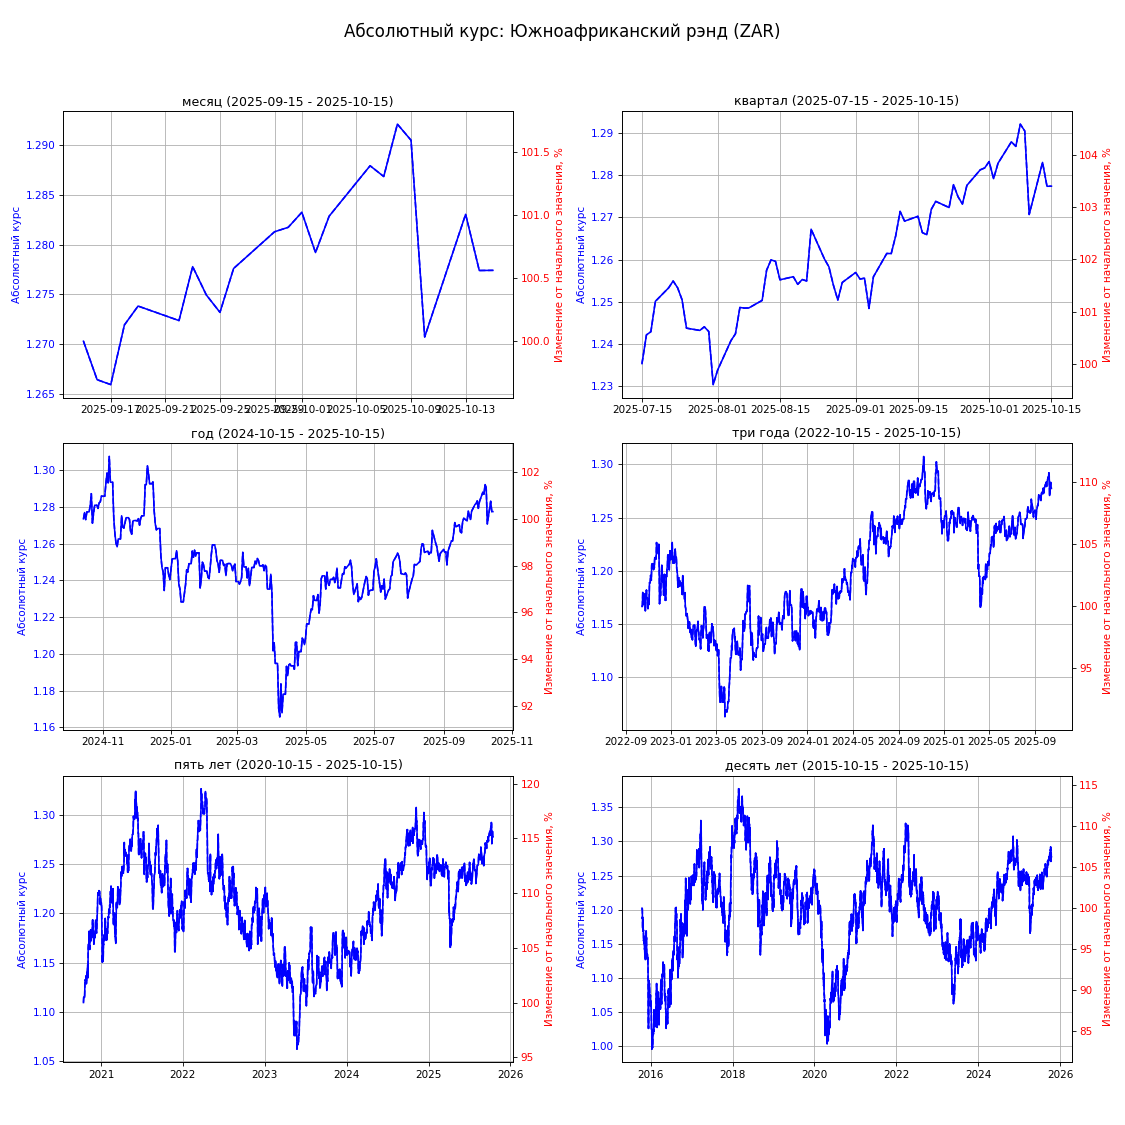 Абсолютный курс: Южноафриканский рэнд (ZAR)
месяц (2025-09-15 - 2025-10-15)
1.290
1.285
1.280
1.275
1.270
1.265
Абсолютный курс
101.5
101.0
100.5
100.0
Изменение от начального значения, %
2025-09-17 2025-09-21 2025-09-25 2025-09-29 2025-10-01 2025-10-05 2025-10-09 2025-10-13
квартал (2025-07-15 - 2025-10-15)
1.29
1.28
1.27
1.26
1.25
1.24
1.23
Абсолютный курс
104
103
102
101
100
Изменение от начального значения, %
2025-07-15 2025-08-01 2025-08-15 2025-09-01 2025-09-15 2025-10-01 2025-10-15
год (2024-10-15 - 2025-10-15)
1.30
1.28
1.26
1.24
1.22
1.20
1.18
1.16
Абсолютный курс
102
100
98
96
94
92
Изменение от начального значения, %
2024-11 2025-01 2025-03 2025-05 2025-07 2025-09 2025-11
три года (2022-10-15 - 2025-10-15)
1.30
1.25
1.20
1.15
1.10
Абсолютный курс
110
105
100
95
Изменение от начального значения, %
2022-09 2023-01 2023-05 2023-09 2024-01 2024-05 2024-09 2025-01 2025-05 2025-09
пять лет (2020-10-15 - 2025-10-15)
1.30
1.25
1.20
1.15
1.10
1.05
Абсолютный курс
120
115
110
105
100
95
Изменение от начального значения, %
2021 2022 2023 2024 2025 2026
десять лет (2015-10-15 - 2025-10-15)
1.35
1.30
1.25
1.20
1.15
1.10
1.05
1.00
Абсолютный курс
115
110
105
100
95
90
85
Изменение от начального значения, %
2016 2018 2020 2022 2024 2026